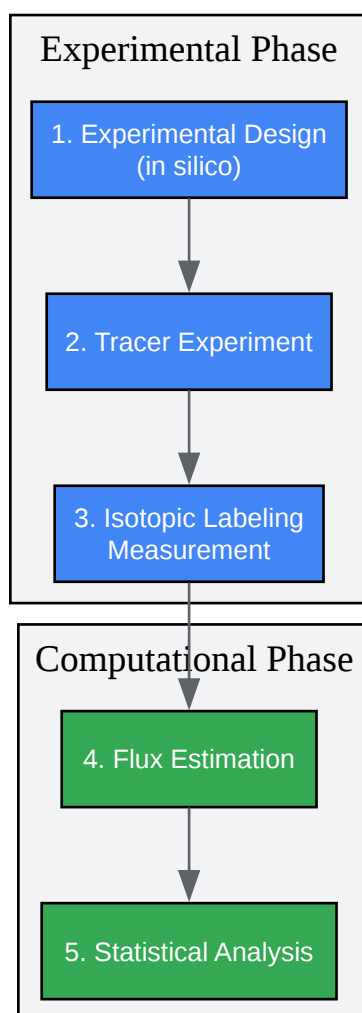 Experimental Phase
1. Experimental Design
(in silico)
2. Tracer Experiment
3. Isotopic Labeling
Measurement
Computational Phase
4. Flux Estimation
5. Statistical Analysis